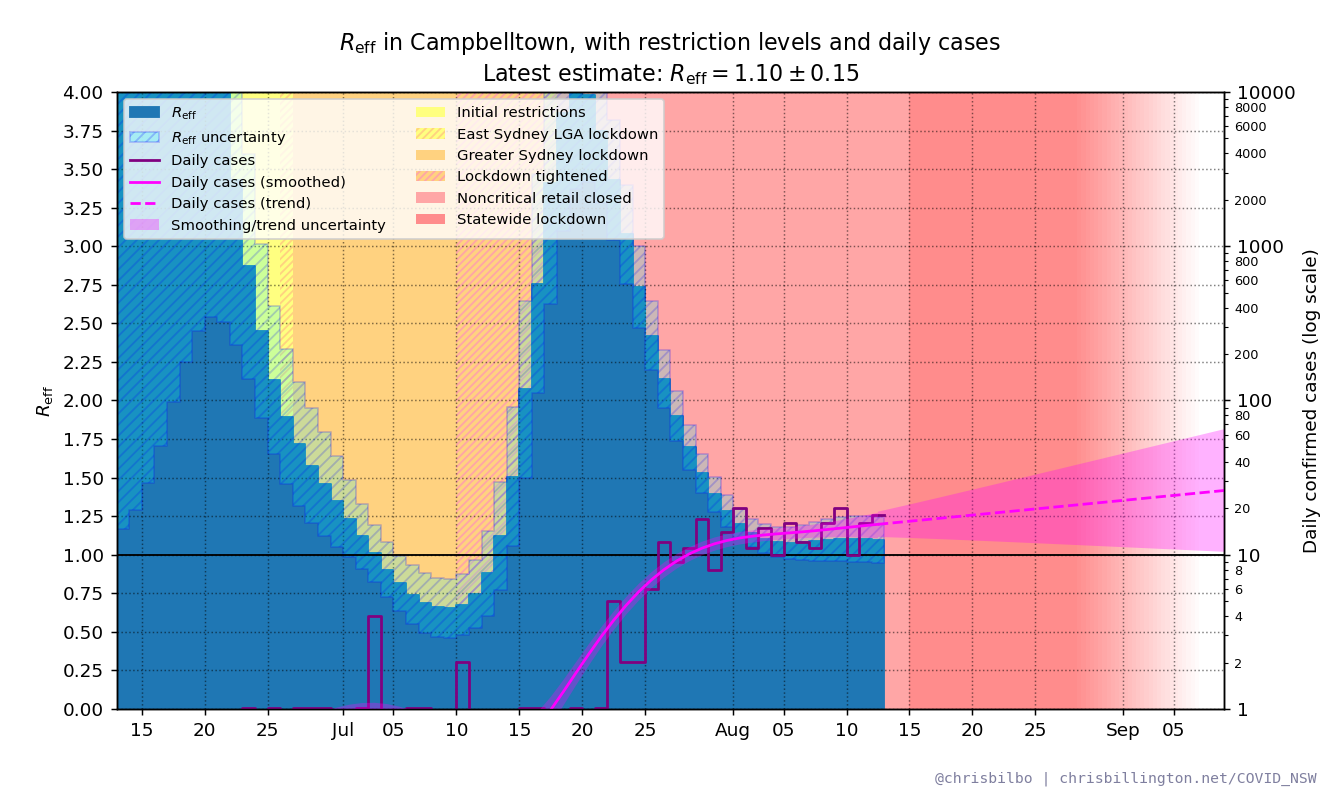 R_eff in Campbelltown, with restriction levels and daily cases
Latest estimate: R_eff = 1.10 ± 0.15
R_eff
R_eff uncertainty
Daily cases
Daily cases (smoothed)
Daily cases (trend)
Smoothing/trend uncertainty
Initial restrictions
East Sydney LGA lockdown
Greater Sydney lockdown
Lockdown tightened
Noncritical retail closed
Statewide lockdown
R_eff
4.00
3.75
3.50
3.25
3.00
2.75
2.50
2.25
2.00
1.75
1.50
1.25
1.00
0.75
0.50
0.25
0.00
15 20 25 Jul 05 10 15 20 25 Aug 05 10 15 20 25 Sep 05
10000
8000
6000
4000
2000
1000
800
600
400
200
100
80
60
40
20
10
8
6
4
2
1
Daily confirmed cases (log scale)
@chrisbilbo | chrisbillington.net/COVID_NSW